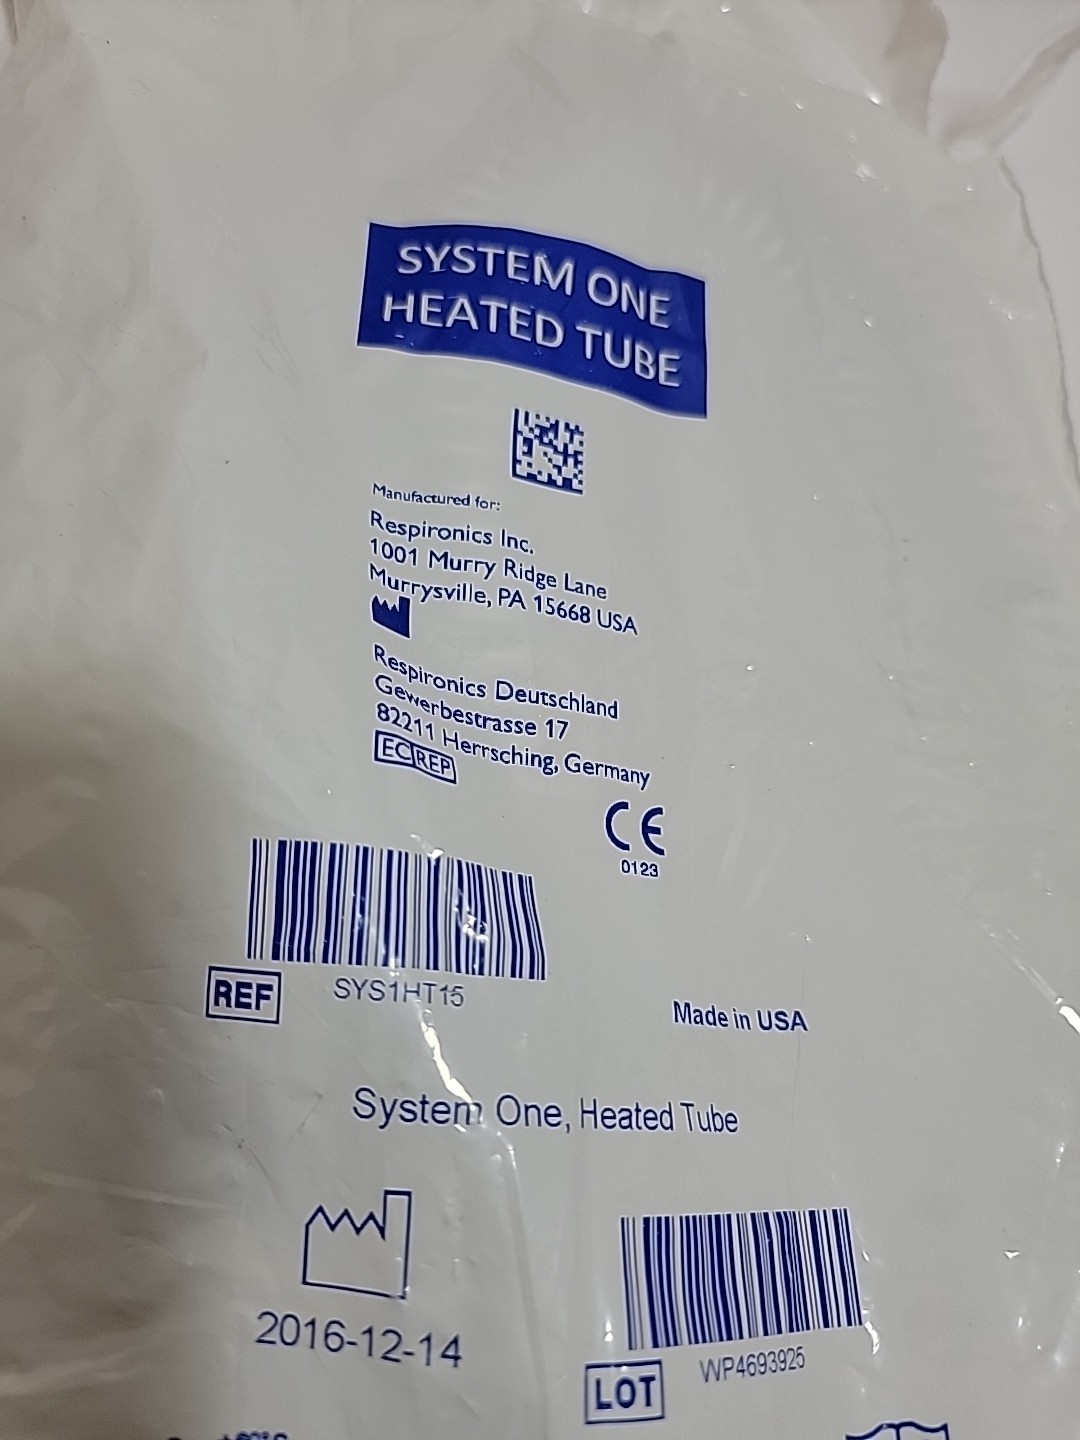 SYSTEM ONE
HEATED TUBE
Manufactured for:
Respironics Inc.
1001 Murry Ridge Lane
Murrysville, PA 15668 USA
Respironics Deutschland
Gewerbestrasse 17
82211 Herrsching, Germany
EC REP
CE
0123
REF
SYS1HT15
Made in USA
System One, Heated Tube
2016-12-14
LOT
WP4693925